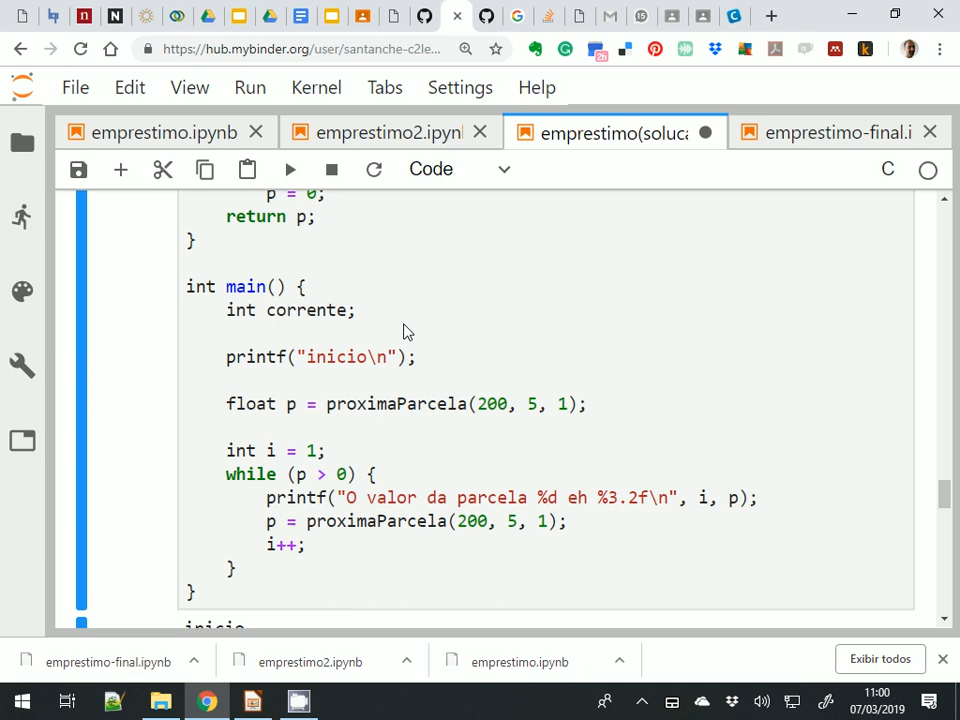 https://hub.mybinder.org/user/santanche-c2le...
2h
15
File Edit View Run Kernel Tabs Settings Help
emprestimo.ipynb
emprestimo2.ipynl
emprestimo(soluca
emprestimo-final.i
Code
C
p = 0;
return p;
}
int main() {
int corrente;
printf("inicio\n");
float p = proximaParcela(200, 5, 1);
int i = 1;
while (p > 0) {
printf("O valor da parcela %d eh %3.2f\n", i, p);
p = proximaParcela(200, 5, 1);
i++;
}
}
inicio
emprestimo-final.ipynb
emprestimo2.ipynb
emprestimo.ipynb
Exibir todos
11:00
07/03/2019